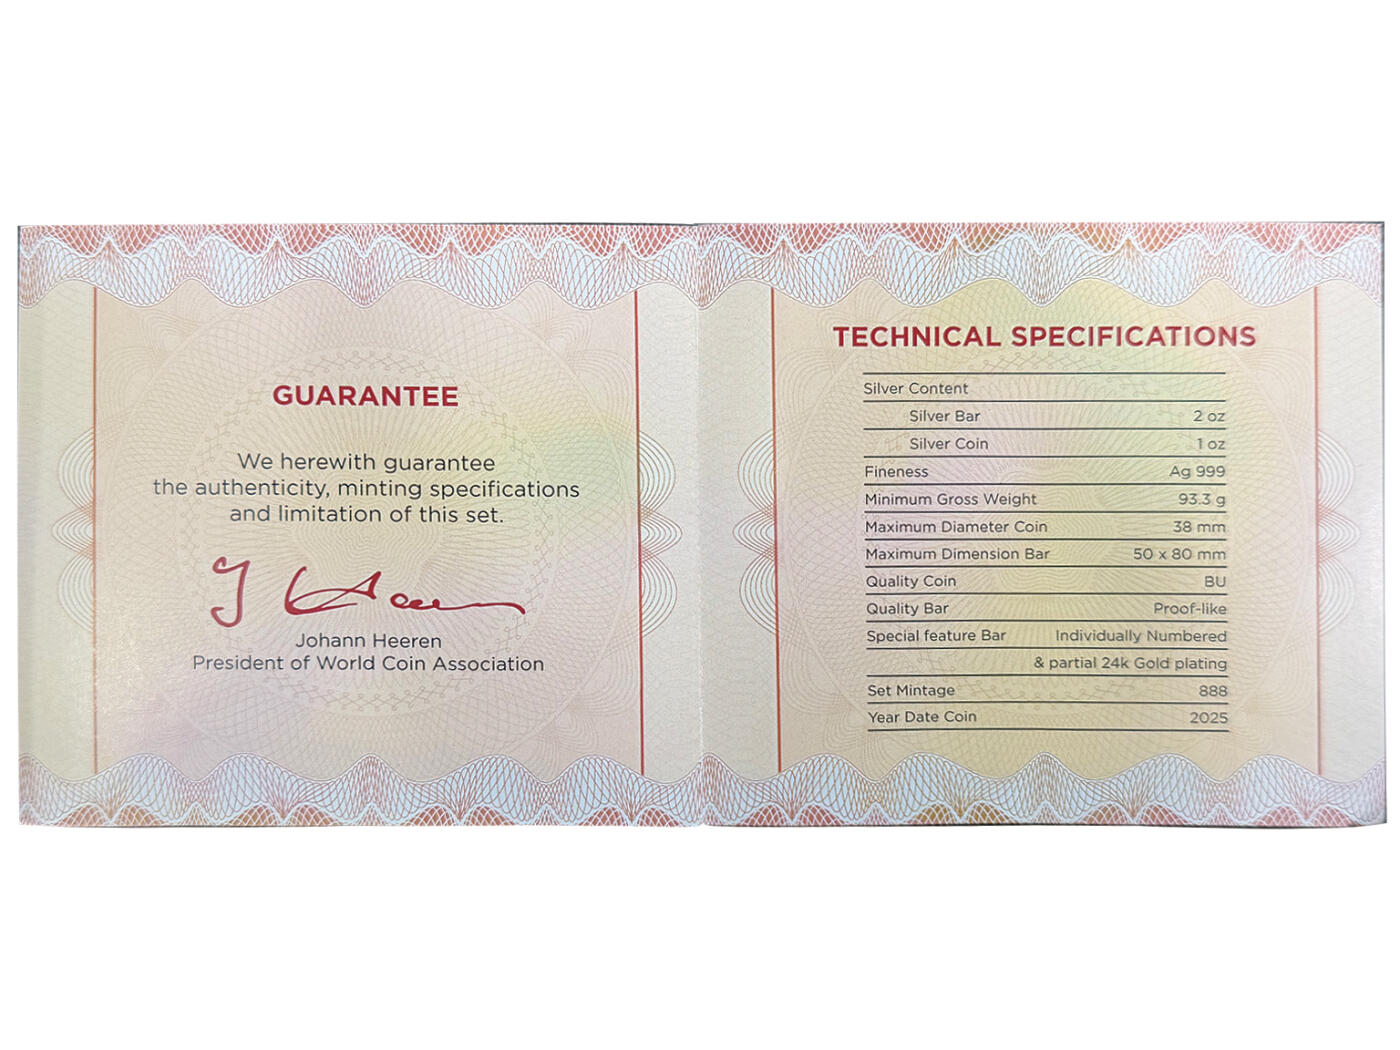 GUARANTEE
We herewith guarantee
the authenticity, minting specifications
and limitation of this set.
J Heeren
Johann Heeren
President of World Coin Association
TECHNICAL SPECIFICATIONS
Silver Content
Silver Bar 2 oz
Silver Coin 1 oz
Fineness Ag 999
Minimum Gross Weight 93.3 g
Maximum Diameter Coin 38 mm
Maximum Dimension Bar 50 x 80 mm
Quality Coin BU
Quality Bar Proof-like
Special feature Bar Individually Numbered
& partial 24k Gold plating
Set Mintage 888
Year Date Coin 2025